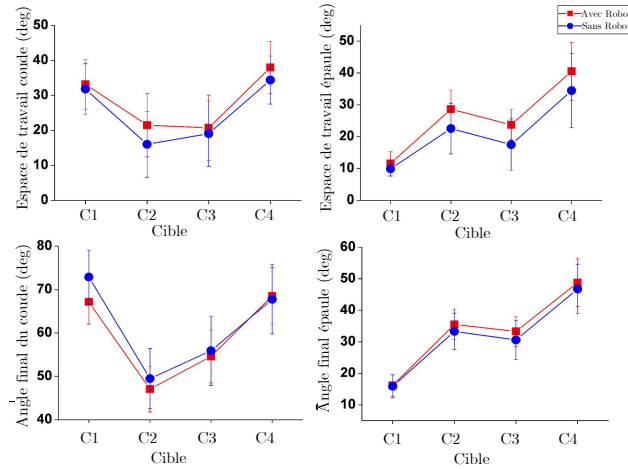 Espace de travail coude (deg)
50
40
30
20
10
0
C1 C2 C3 C4
Cible
Espace de travail épaule (deg)
50
40
30
20
10
0
C1 C2 C3 C4
Cible
Avec Robot
Sans Robot
Angle final du coude (deg)
80
70
60
50
40
C1 C2 C3 C4
Cible
Angle final épaule (deg)
60
50
40
30
20
10
C1 C2 C3 C4
Cible